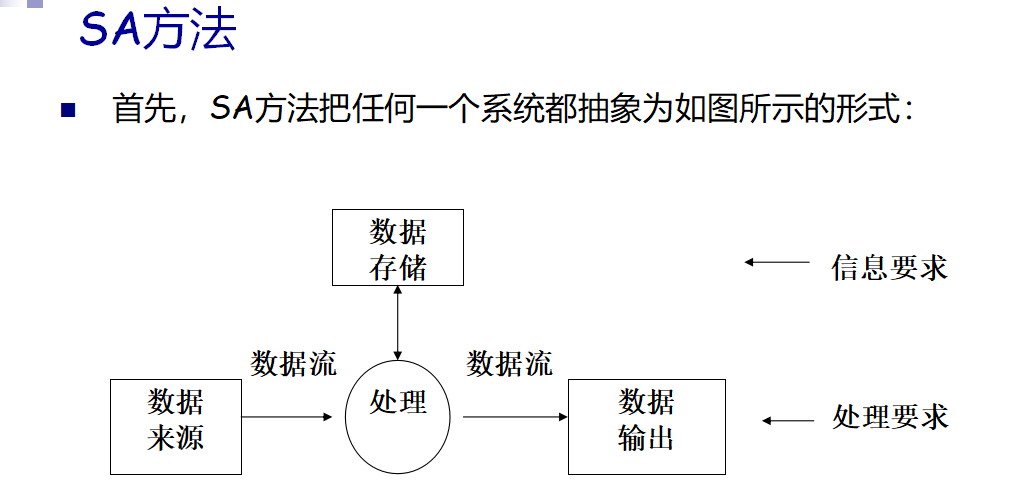 SA方法
首先，SA方法把任何一个系统都抽象为如图所示的形式：
数据
存储
信息要求
数据流
数据流
数据
来源
处理
数据
输出
处理要求